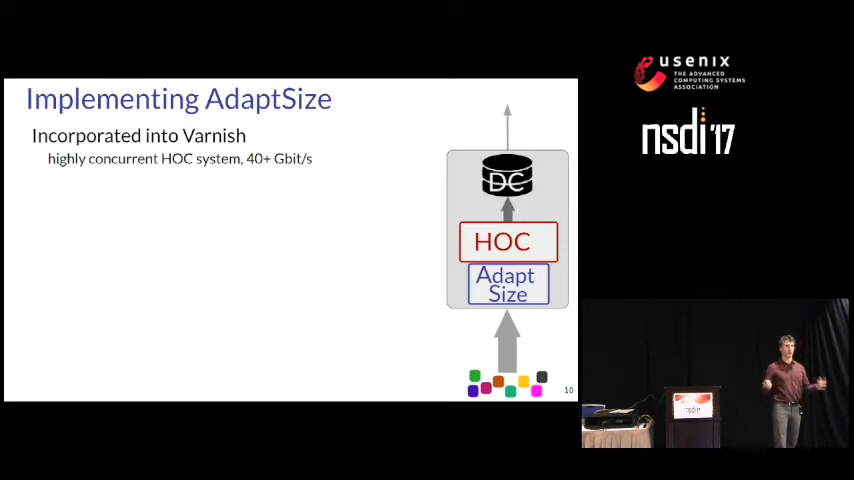 Implementing AdaptSize
Incorporated into Varnish
highly concurrent HOC system, 40+ Gbit/s
DC
HOC
Adapt
Size
10
usenix
THE ADVANCED
COMPUTING SYSTEMS
ASSOCIATION
nsdi '17
nsdi